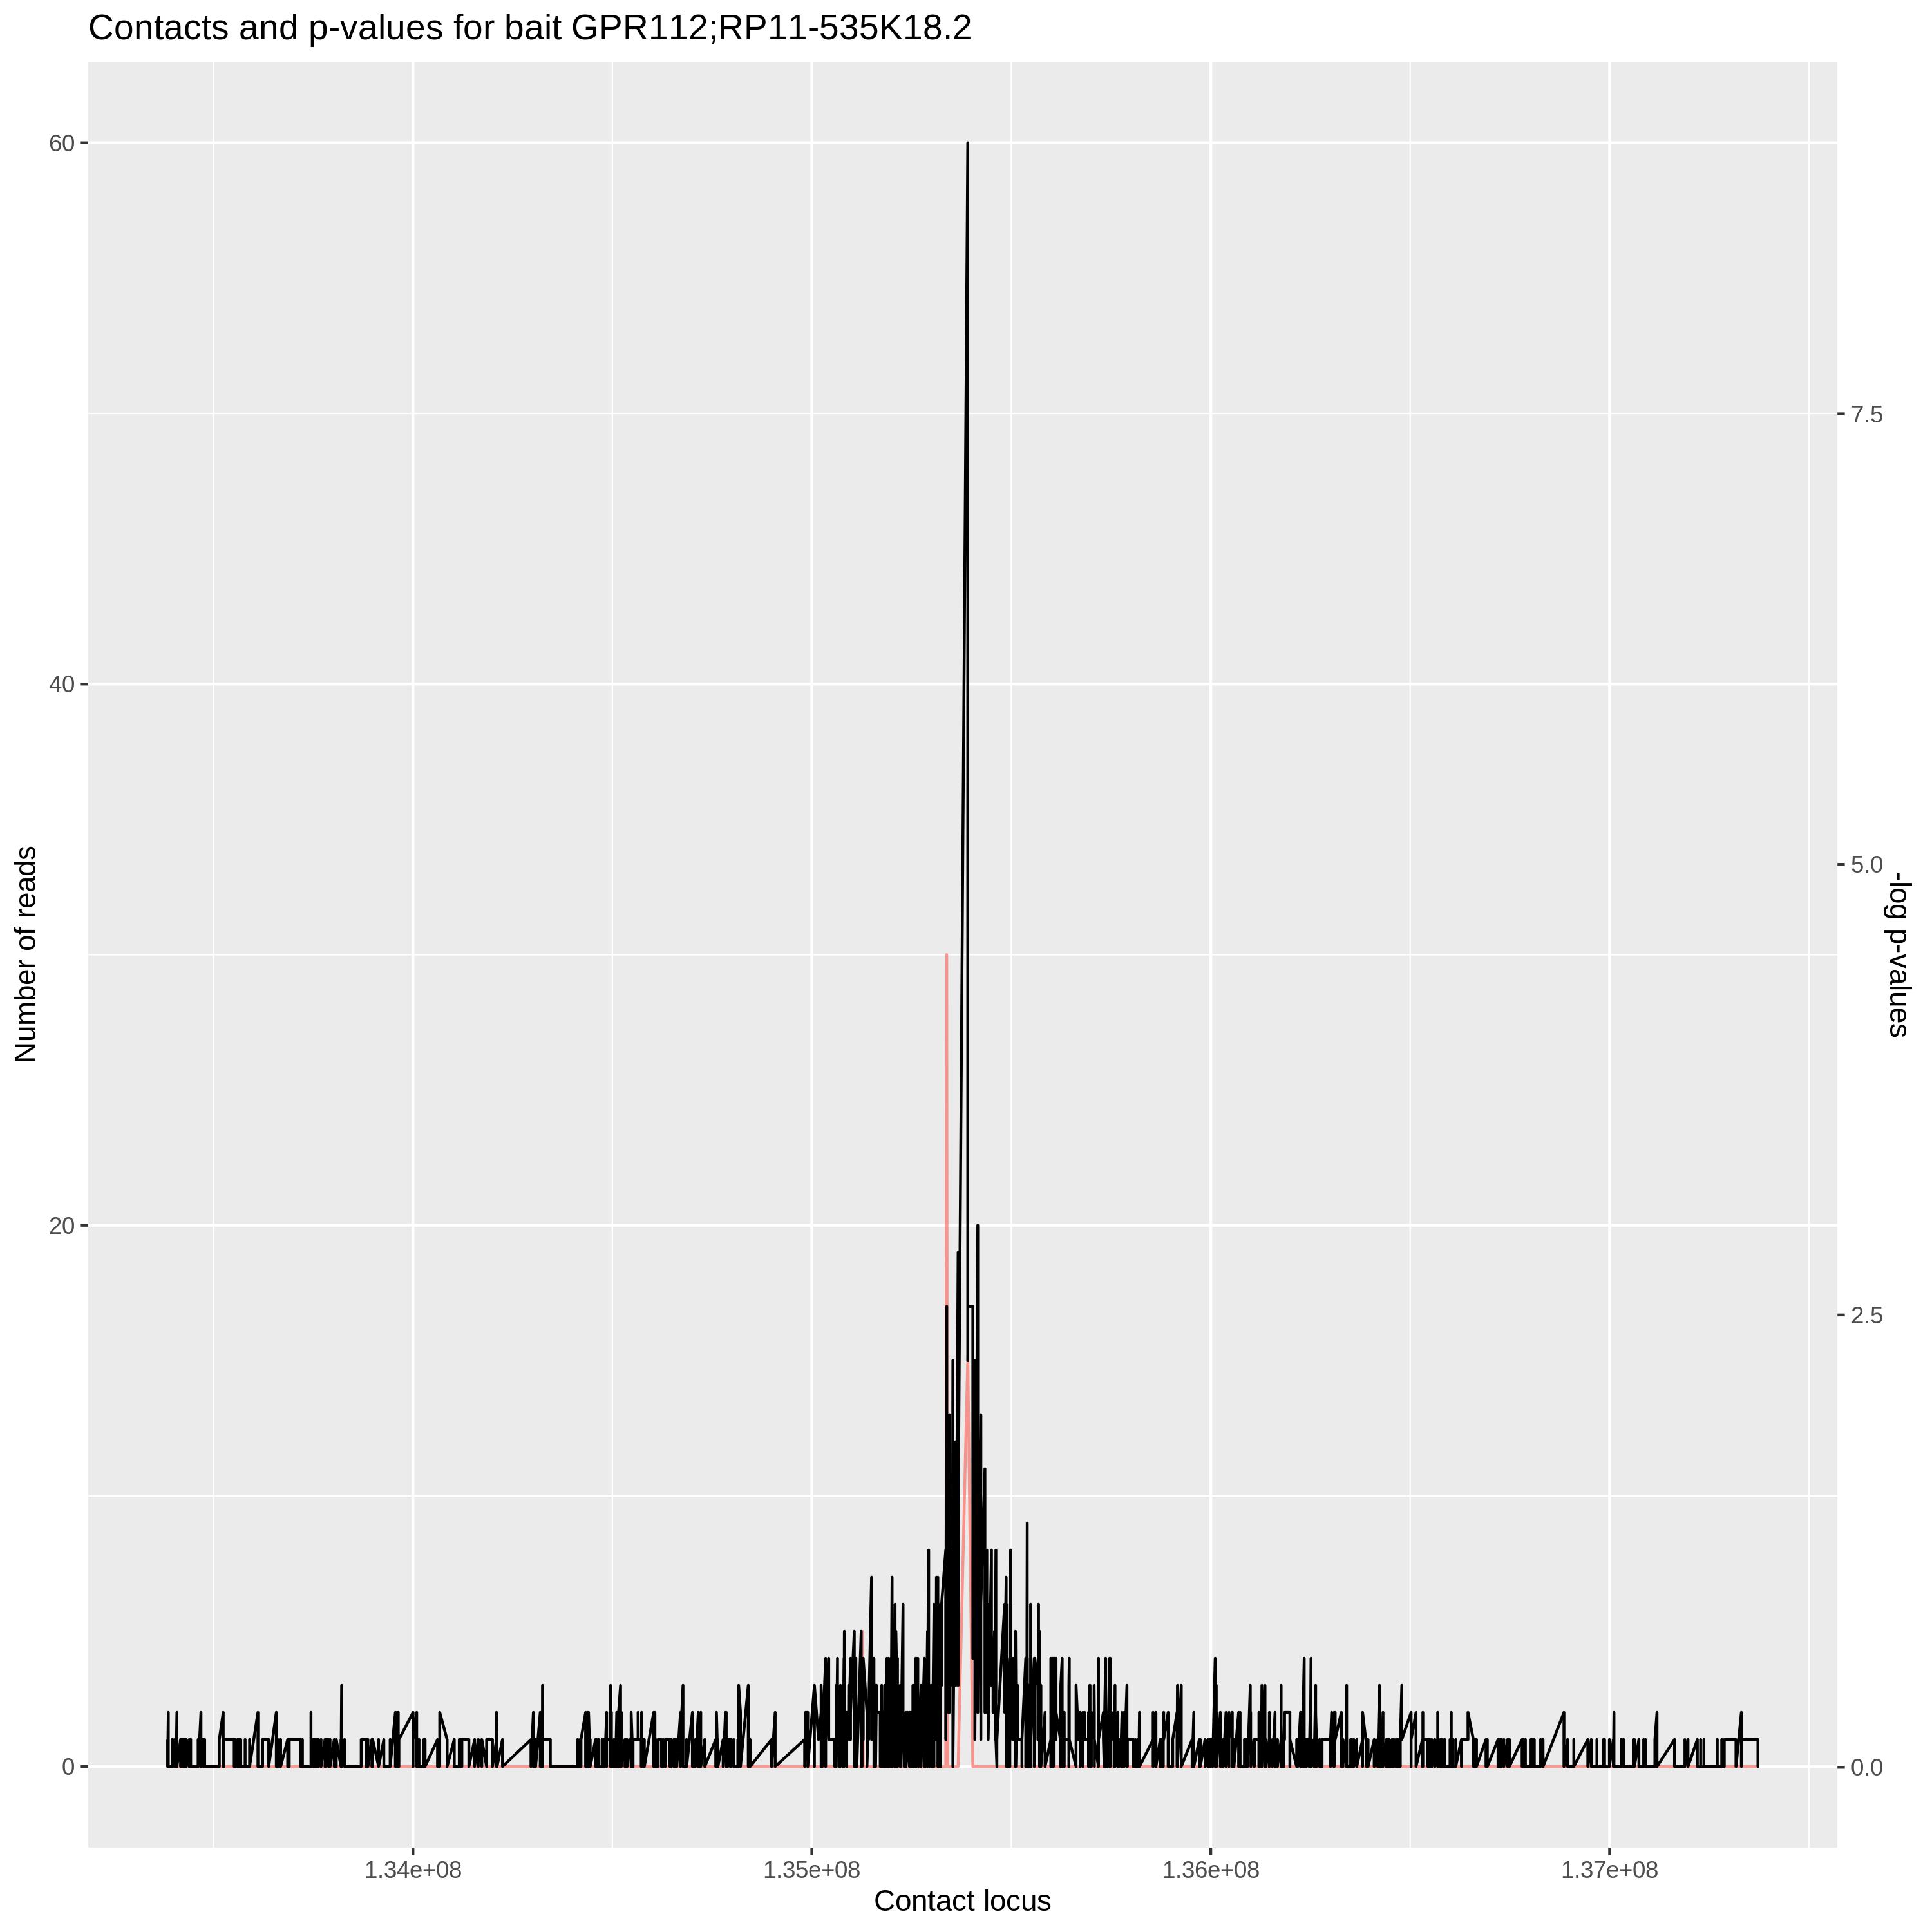 Contacts and p-values for bait GPR112;RP11-535K18.2
60
40
20
0
Number of reads
7.5
5.0
2.5
0.0
-log p-values
1.34e+08 1.35e+08 1.36e+08 1.37e+08
Contact locus